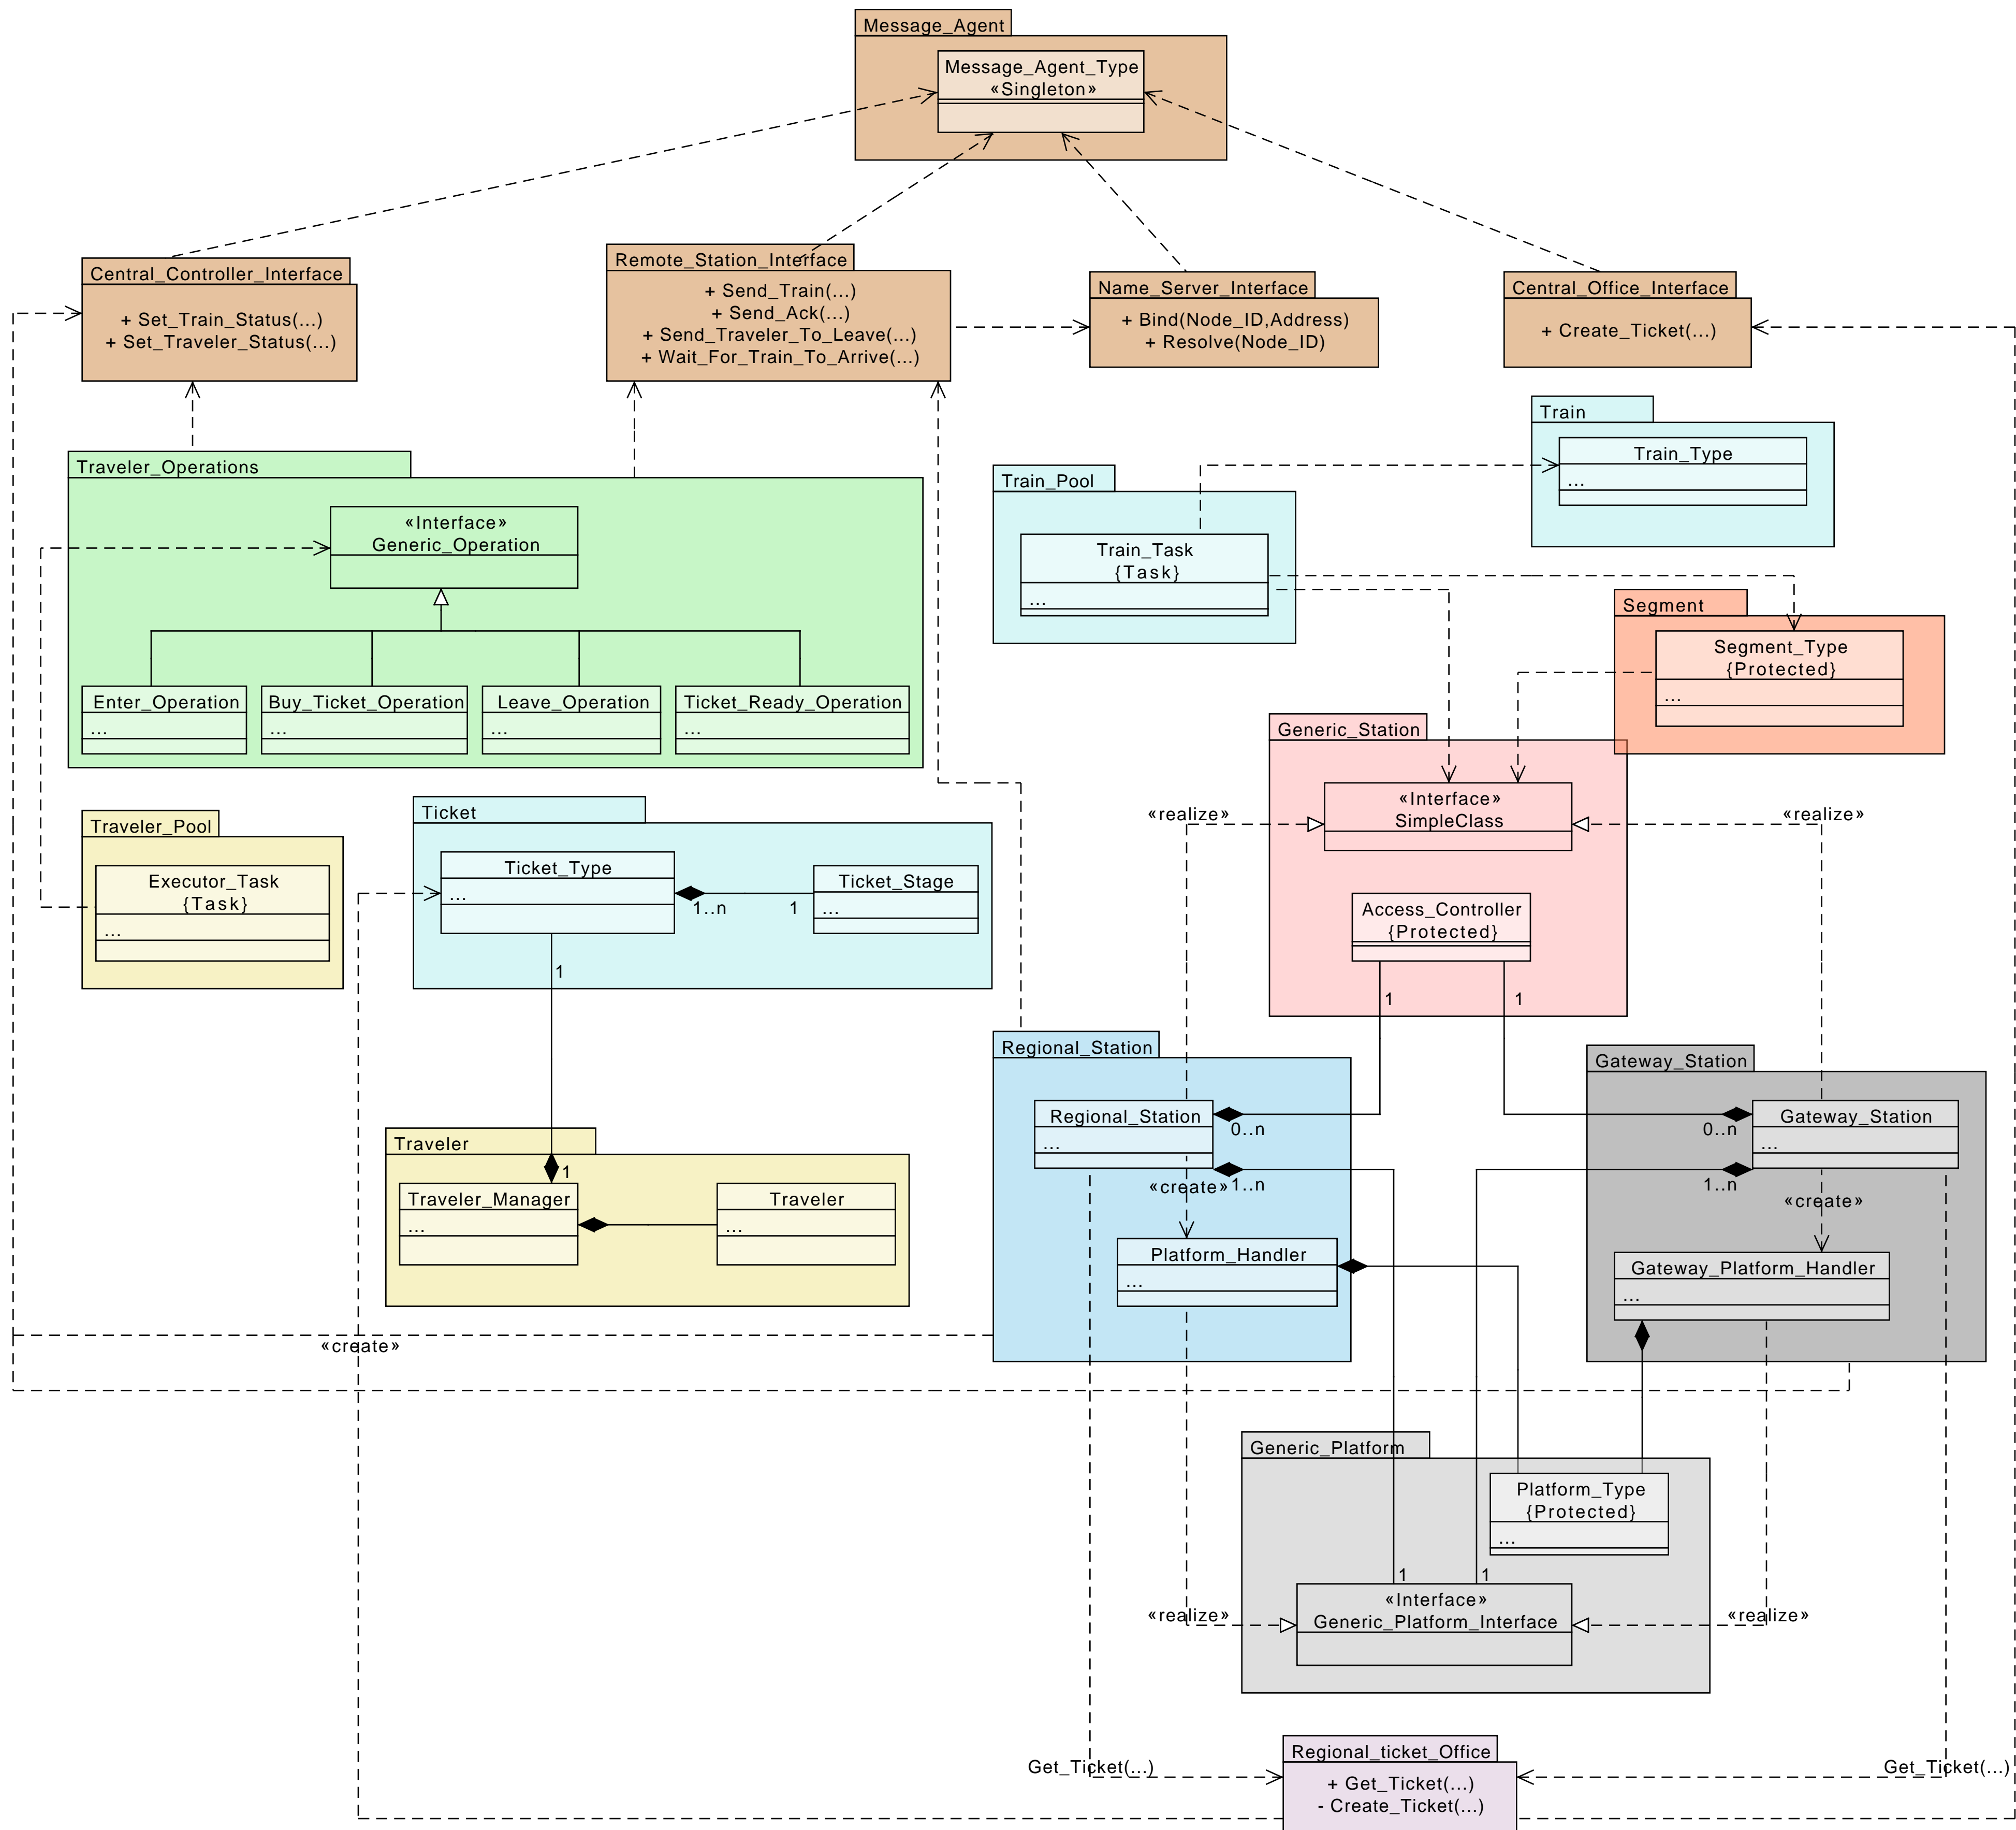 Message_Agent
Message_Agent_Type
«Singleton»
Central_Controller_Interface
+ Set_Train_Status(...)
+ Set_Traveler_Status(...)
Remote_Station_Interface
+ Send_Train(...)
+ Send_Ack(...)
+ Send_Traveler_To_Leave(...)
+ Wait_For_Train_To_Arrive(...)
Name_Server_Interface
+ Bind(Node_ID,Address)
+ Resolve(Node_ID)
Central_Office_Interface
+ Create_Ticket(...)
Train
Train_Type
...
Traveler_Operations
«Interface»
Generic_Operation
Enter_Operation
...
Buy_Ticket_Operation
...
Leave_Operation
...
Ticket_Ready_Operation
...
Train_Pool
Train_Task
{Task}
...
Segment
Segment_Type
{Protected}
...
Generic_Station
«Interface»
SimpleClass
«realize»
«realize»
Access_Controller
{Protected}
1
1
Traveler_Pool
Executor_Task
{Task}
...
Ticket
Ticket_Type
...
1..n
1
Ticket_Stage
...
1
Regional_Station
Regional_Station
...
0..n
1..n
«create»
Platform_Handler
...
Gateway_Station
Gateway_Station
...
0..n
1..n
«create»
Gateway_Platform_Handler
...
Traveler
1
Traveler_Manager
...
Traveler
...
«create»
Generic_Platform
Platform_Type
{Protected}
...
1
1
«Interface»
Generic_Platform_Interface
«realize»
«realize»
Regional_ticket_Office
+ Get_Ticket(...)
- Create_Ticket(...)
Get_Ticket(...)
Get_Ticket(...)